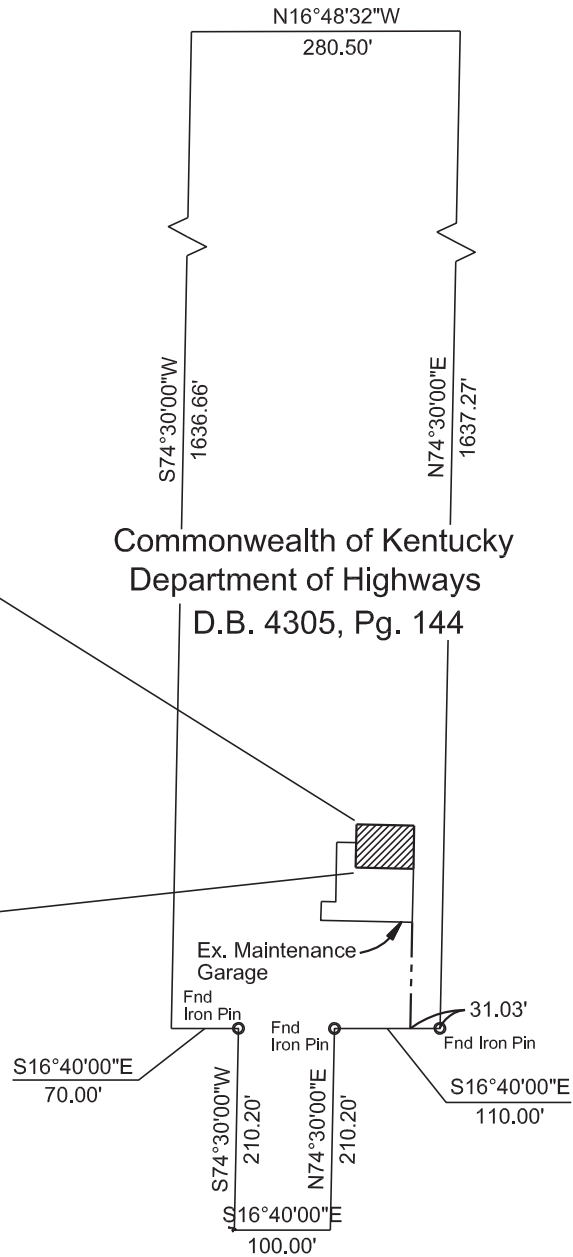 N16°48'32"W
280.50'
S74°30'00"W
1636.66'
N74°30'00"E
1637.27'
Commonwealth of Kentucky
Department of Highways
D.B. 4305, Pg. 144
Ex. Maintenance
Garage
Fnd
Iron Pin
Fnd
Iron Pin
31.03'
Fnd Iron Pin
S16°40'00"E
70.00'
S74°30'00"W
210.20'
N74°30'00"E
210.20'
S16°40'00"E
110.00'
S16°40'00"E
100.00'